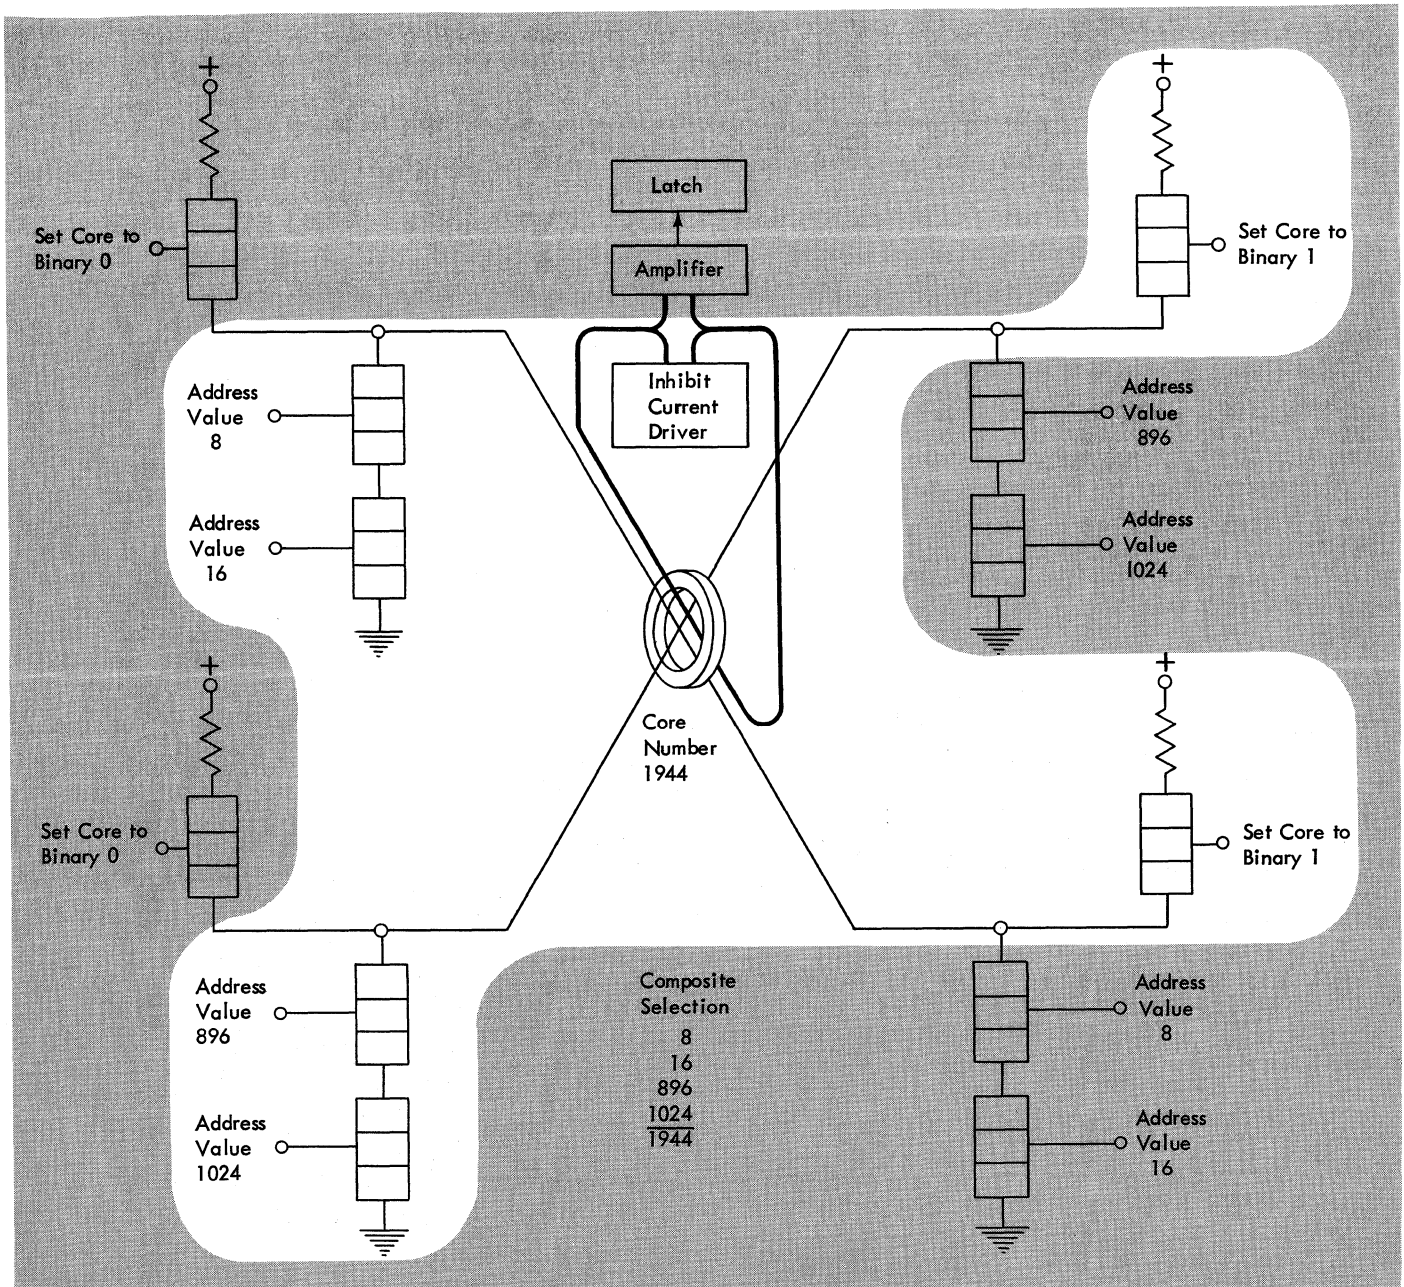 +
+
Latch
Set Core to
Binary 0
Set Core to
Binary 1
Amplifier
Inhibit
Current
Driver
Address
Value
8
Address
Value
896
Address
Value
16
Address
Value
1024
+
+
Core
Number
1944
Set Core to
Binary 0
Set Core to
Binary 1
Address
Value
896
Composite
Selection
8
16
896
1024
1944
Address
Value
8
Address
Value
1024
Address
Value
16